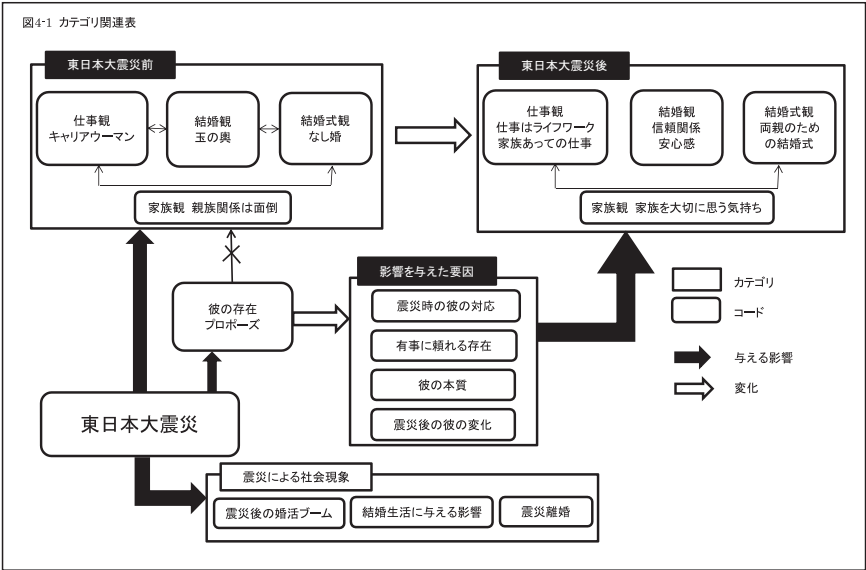 図4-1 カテゴリ関連表
東日本大震災前
仕事観
キャリアウーマン
結婚観
玉の輿
結婚式観
なし婚
家族観 親族関係は面倒
東日本大震災後
仕事観
仕事はライフワーク
家族あっての仕事
結婚観
信頼関係
安心感
結婚式観
両親のため
の結婚式
家族観 家族を大切に思う気持ち
彼の存在
プロポーズ
影響を与えた要因
震災時の彼の対応
有事に頼れる存在
彼の本質
震災後の彼の変化
カテゴリ
コード
与える影響
変化
東日本大震災
震災による社会現象
震災後の婚活ブーム
結婚生活に与える影響
震災離婚